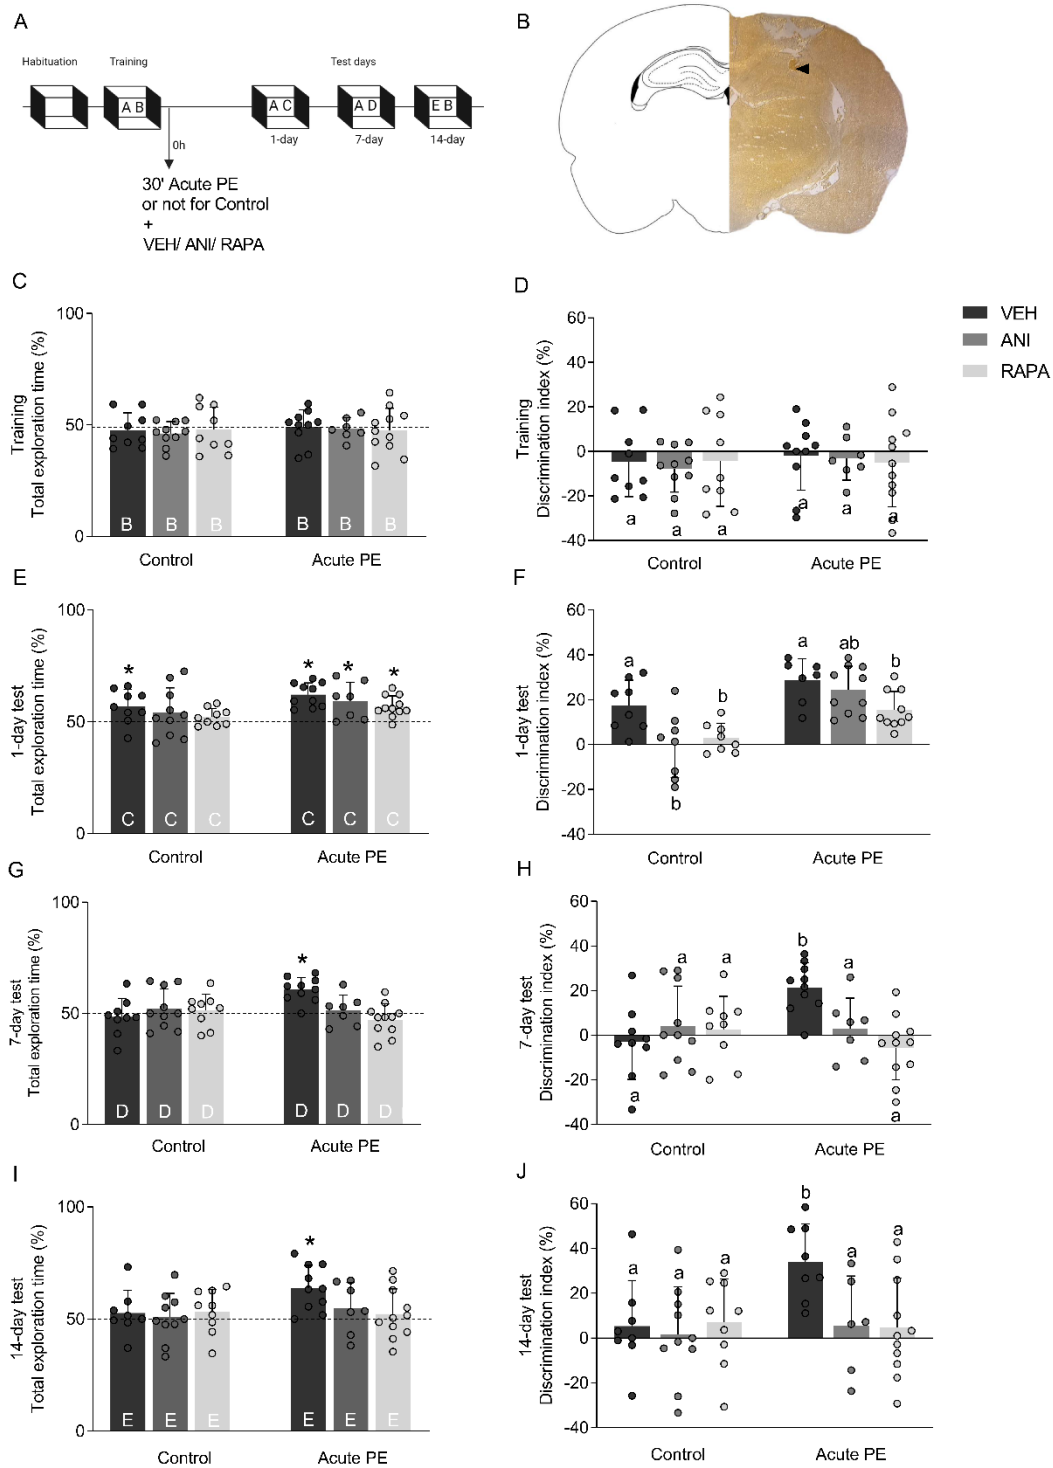 A
Habituation
Training
Test days
A B
A C
A D
E B
0h
1-day
7-day
14-day
30' Acute PE
or not for Control
+
VEH/ ANI/ RAPA
B
C
Training
Total exploration time (%)
100
50
0
B B B B B B
Control
Acute PE
D
Training
Discrimination index (%)
60
40
20
0
-20
-40
a a a a a a
Control
Acute PE
VEH
ANI
RAPA
E
1-day test
Total exploration time (%)
100
50
0
* * * *
C C C C C C
Control
Acute PE
F
1-day test
Discrimination index (%)
60
40
20
0
-20
-40
a b b a ab b
Control
Acute PE
G
7-day test
Total exploration time (%)
100
50
0
*
D D D D D D
Control
Acute PE
H
7-day test
Discrimination index (%)
60
40
20
0
-20
-40
a a a b a a
Control
Acute PE
I
14-day test
Total exploration time (%)
100
50
0
*
E E E E E E
Control
Acute PE
J
14-day test
Discrimination index (%)
60
40
20
0
-20
-40
a a a b a a
Control
Acute PE